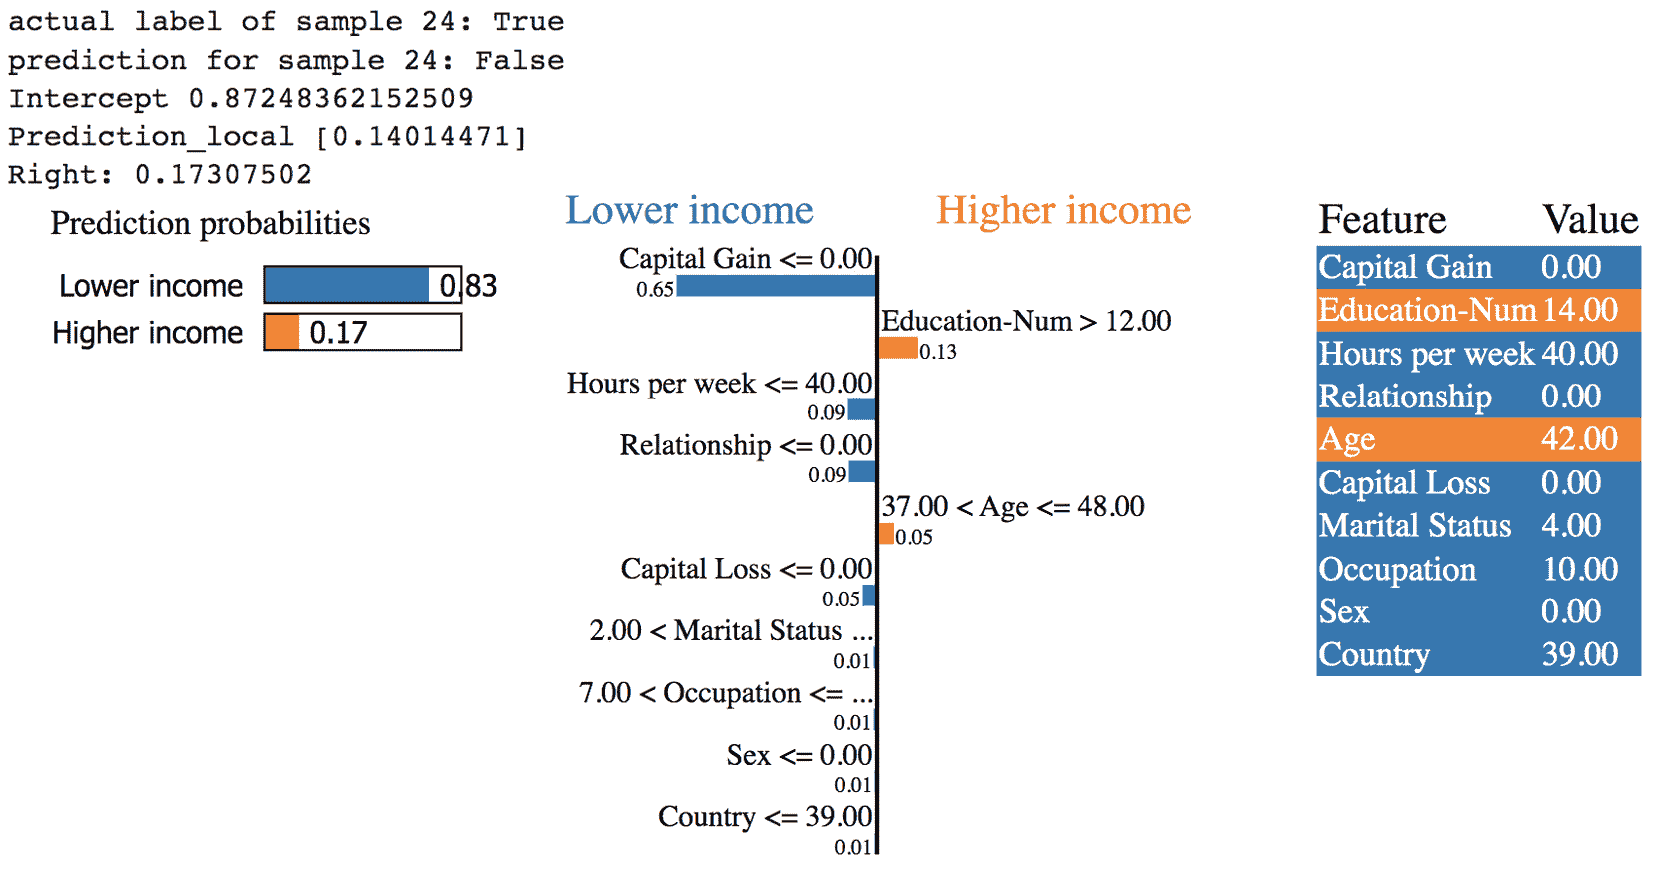 actual label of sample 24: True
prediction for sample 24: False
Intercept 0.87248362152509
Prediction_local [0.14014471]
Right: 0.17307502
Prediction probabilities
Lower income 0.83
Higher income 0.17
Lower income Higher income
Capital Gain <= 0.00
0.65
Education-Num > 12.00
0.13
Hours per week <= 40.00
0.09
Relationship <= 0.00
0.09
37.00 < Age <= 48.00
0.05
Capital Loss <= 0.00
0.05
2.00 < Marital Status ...
0.01
7.00 < Occupation <= ...
0.01
Sex <= 0.00
0.01
Country <= 39.00
0.01
Feature Value
Capital Gain 0.00
Education-Num 14.00
Hours per week 40.00
Relationship 0.00
Age 42.00
Capital Loss 0.00
Marital Status 4.00
Occupation 10.00
Sex 0.00
Country 39.00